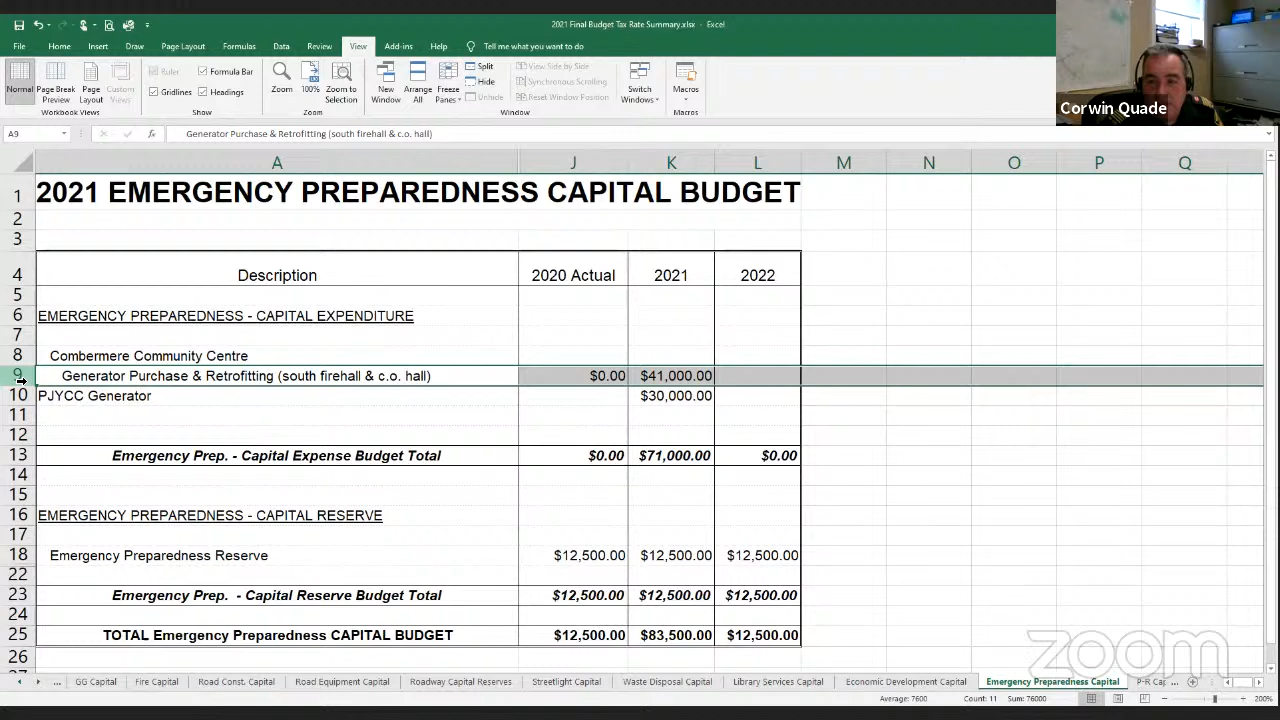 2021 Final Budget Tax Rate Summary.xlsx - Excel
File Home Insert Draw Page Layout Formulas Data Review View Add-ins Help Tell me what you want to do
Normal Page Break Preview Page Layout Custom Views Ruler Formula Bar Gridlines Headings Zoom 100% Zoom to Selection New Window Arrange All Freeze Panes Split Hide Unhide View Side by Side Synchronous Scrolling Reset Window Position Switch Windows Macros
Workbook Views Show Zoom Window Macros
Corwin Quade
A9 fx Generator Purchase & Retrofitting (south firehall & c.o. hall)
A J K L M N O P Q
1 2021 EMERGENCY PREPAREDNESS CAPITAL BUDGET
2
3
4 Description 2020 Actual 2021 2022
5
6 EMERGENCY PREPAREDNESS - CAPITAL EXPENDITURE
7
8 Combermere Community Centre
9 Generator Purchase & Retrofitting (south firehall & c.o. hall) $0.00 $41,000.00
10 PJYCC Generator $30,000.00
11
12
13 Emergency Prep. - Capital Expense Budget Total $0.00 $71,000.00 $0.00
14
15
16 EMERGENCY PREPAREDNESS - CAPITAL RESERVE
17
18 Emergency Preparedness Reserve $12,500.00 $12,500.00 $12,500.00
22
23 Emergency Prep. - Capital Reserve Budget Total $12,500.00 $12,500.00 $12,500.00
24
25 TOTAL Emergency Preparedness CAPITAL BUDGET $12,500.00 $83,500.00 $12,500.00
26
27
zoom
... GG Capital Fire Capital Road Const. Capital Road Equipment Capital Roadway Capital Reserves Streetlight Capital Waste Disposal Capital Library Services Capital Economic Development Capital Emergency Preparedness Capital P-R Cap ...
Average: 7600 Count: 11 Sum: 76000 200%